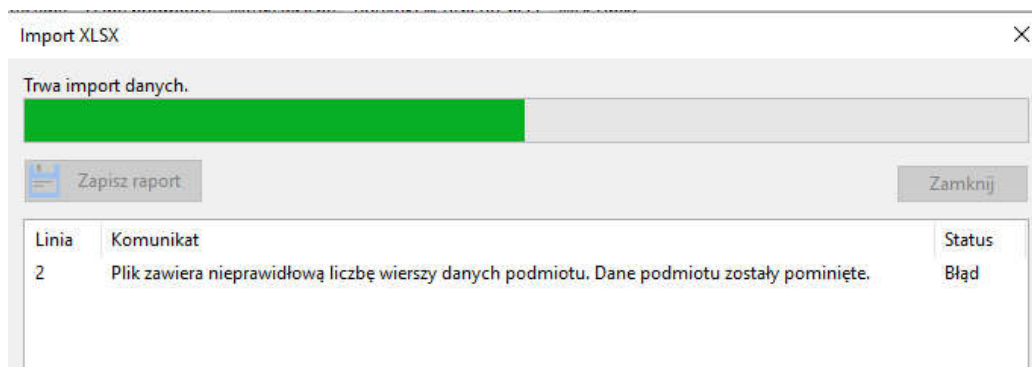 Import XLSX
Trwa import danych.
Zapisz raport
Zamknij
Linia Komunikat Status
2 Plik zawiera nieprawidłową liczbę wierszy danych podmiotu. Dane podmiotu zostały pominięte. Błąd